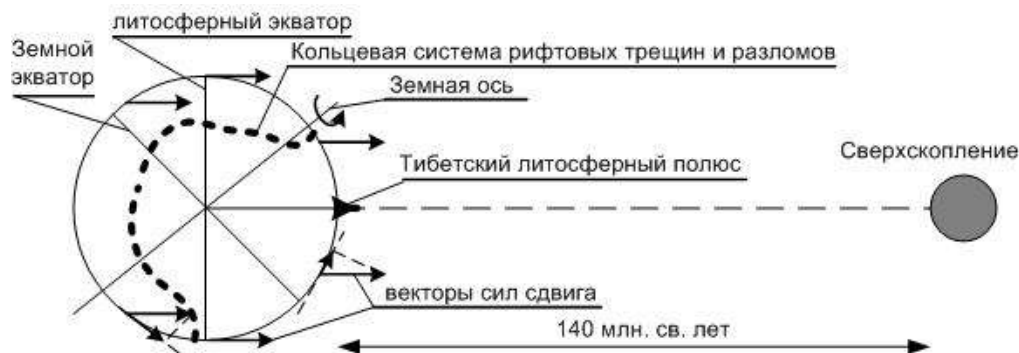 литосферный экватор
Земной
экватор
Кольцевая система рифтовых трещин и разломов
Земная ось
Сверхскопление
Тибетский литосферный полюс
векторы сил сдвига
140 млн. св. лет